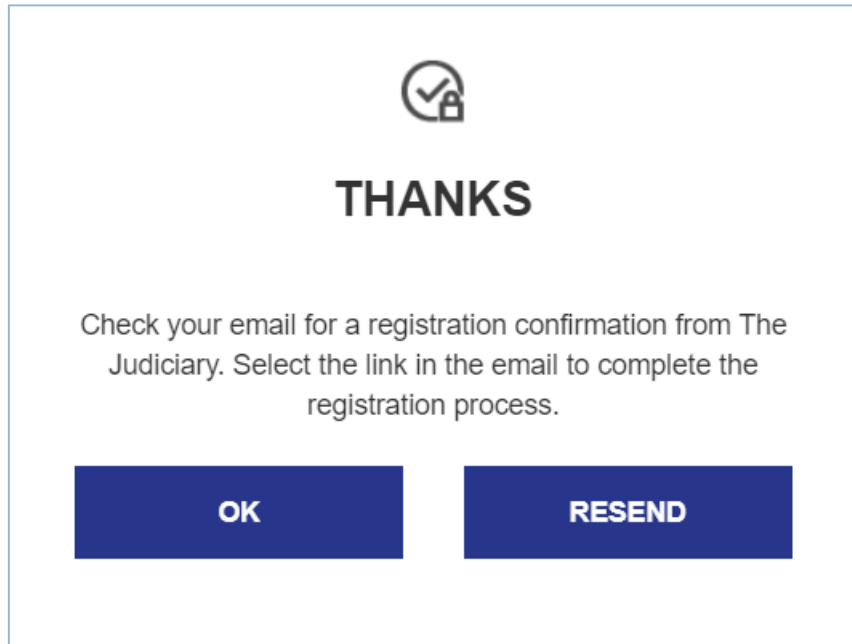 THANKS
Check your email for a registration confirmation from The
Judiciary. Select the link in the email to complete the
registration process.
OK
RESEND